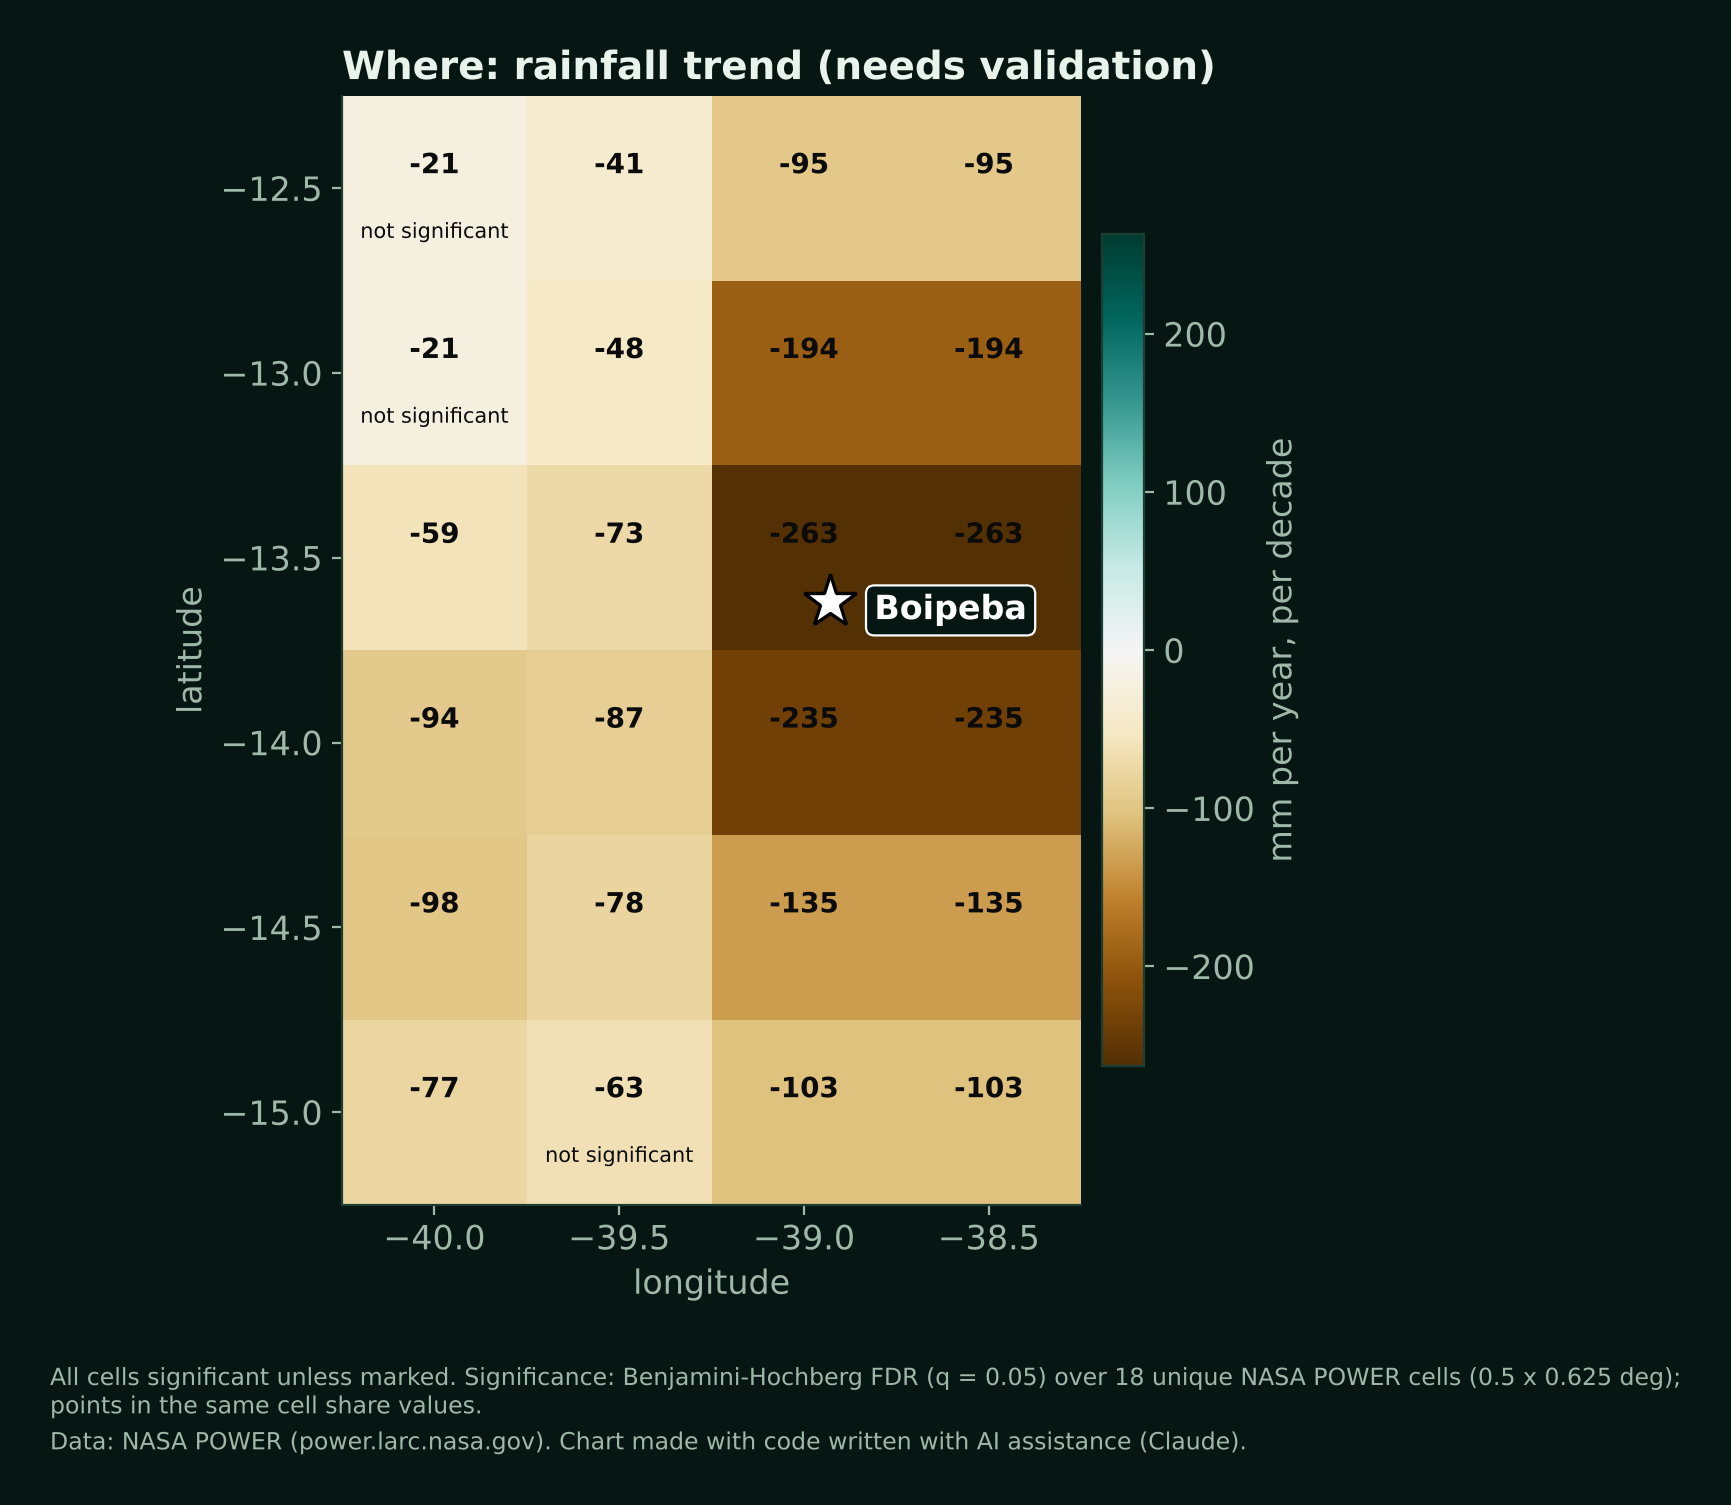 Where: rainfall trend (needs validation)
-21 -41 -95 -95
−12.5
not significant
-21 -48 -194 -194
−13.0
not significant
-59 -73 -263 -263
−13.5
Boipeba
-94 -87 -235 -235
−14.0
-98 -78 -135 -135
−14.5
-77 -63 -103 -103
−15.0
not significant
latitude
−40.0 −39.5 −39.0 −38.5
longitude
200
100
0
−100
−200
mm per year, per decade
All cells significant unless marked. Significance: Benjamini-Hochberg FDR (q = 0.05) over 18 unique NASA POWER cells (0.5 x 0.625 deg);
points in the same cell share values.
Data: NASA POWER (power.larc.nasa.gov). Chart made with code written with AI assistance (Claude).